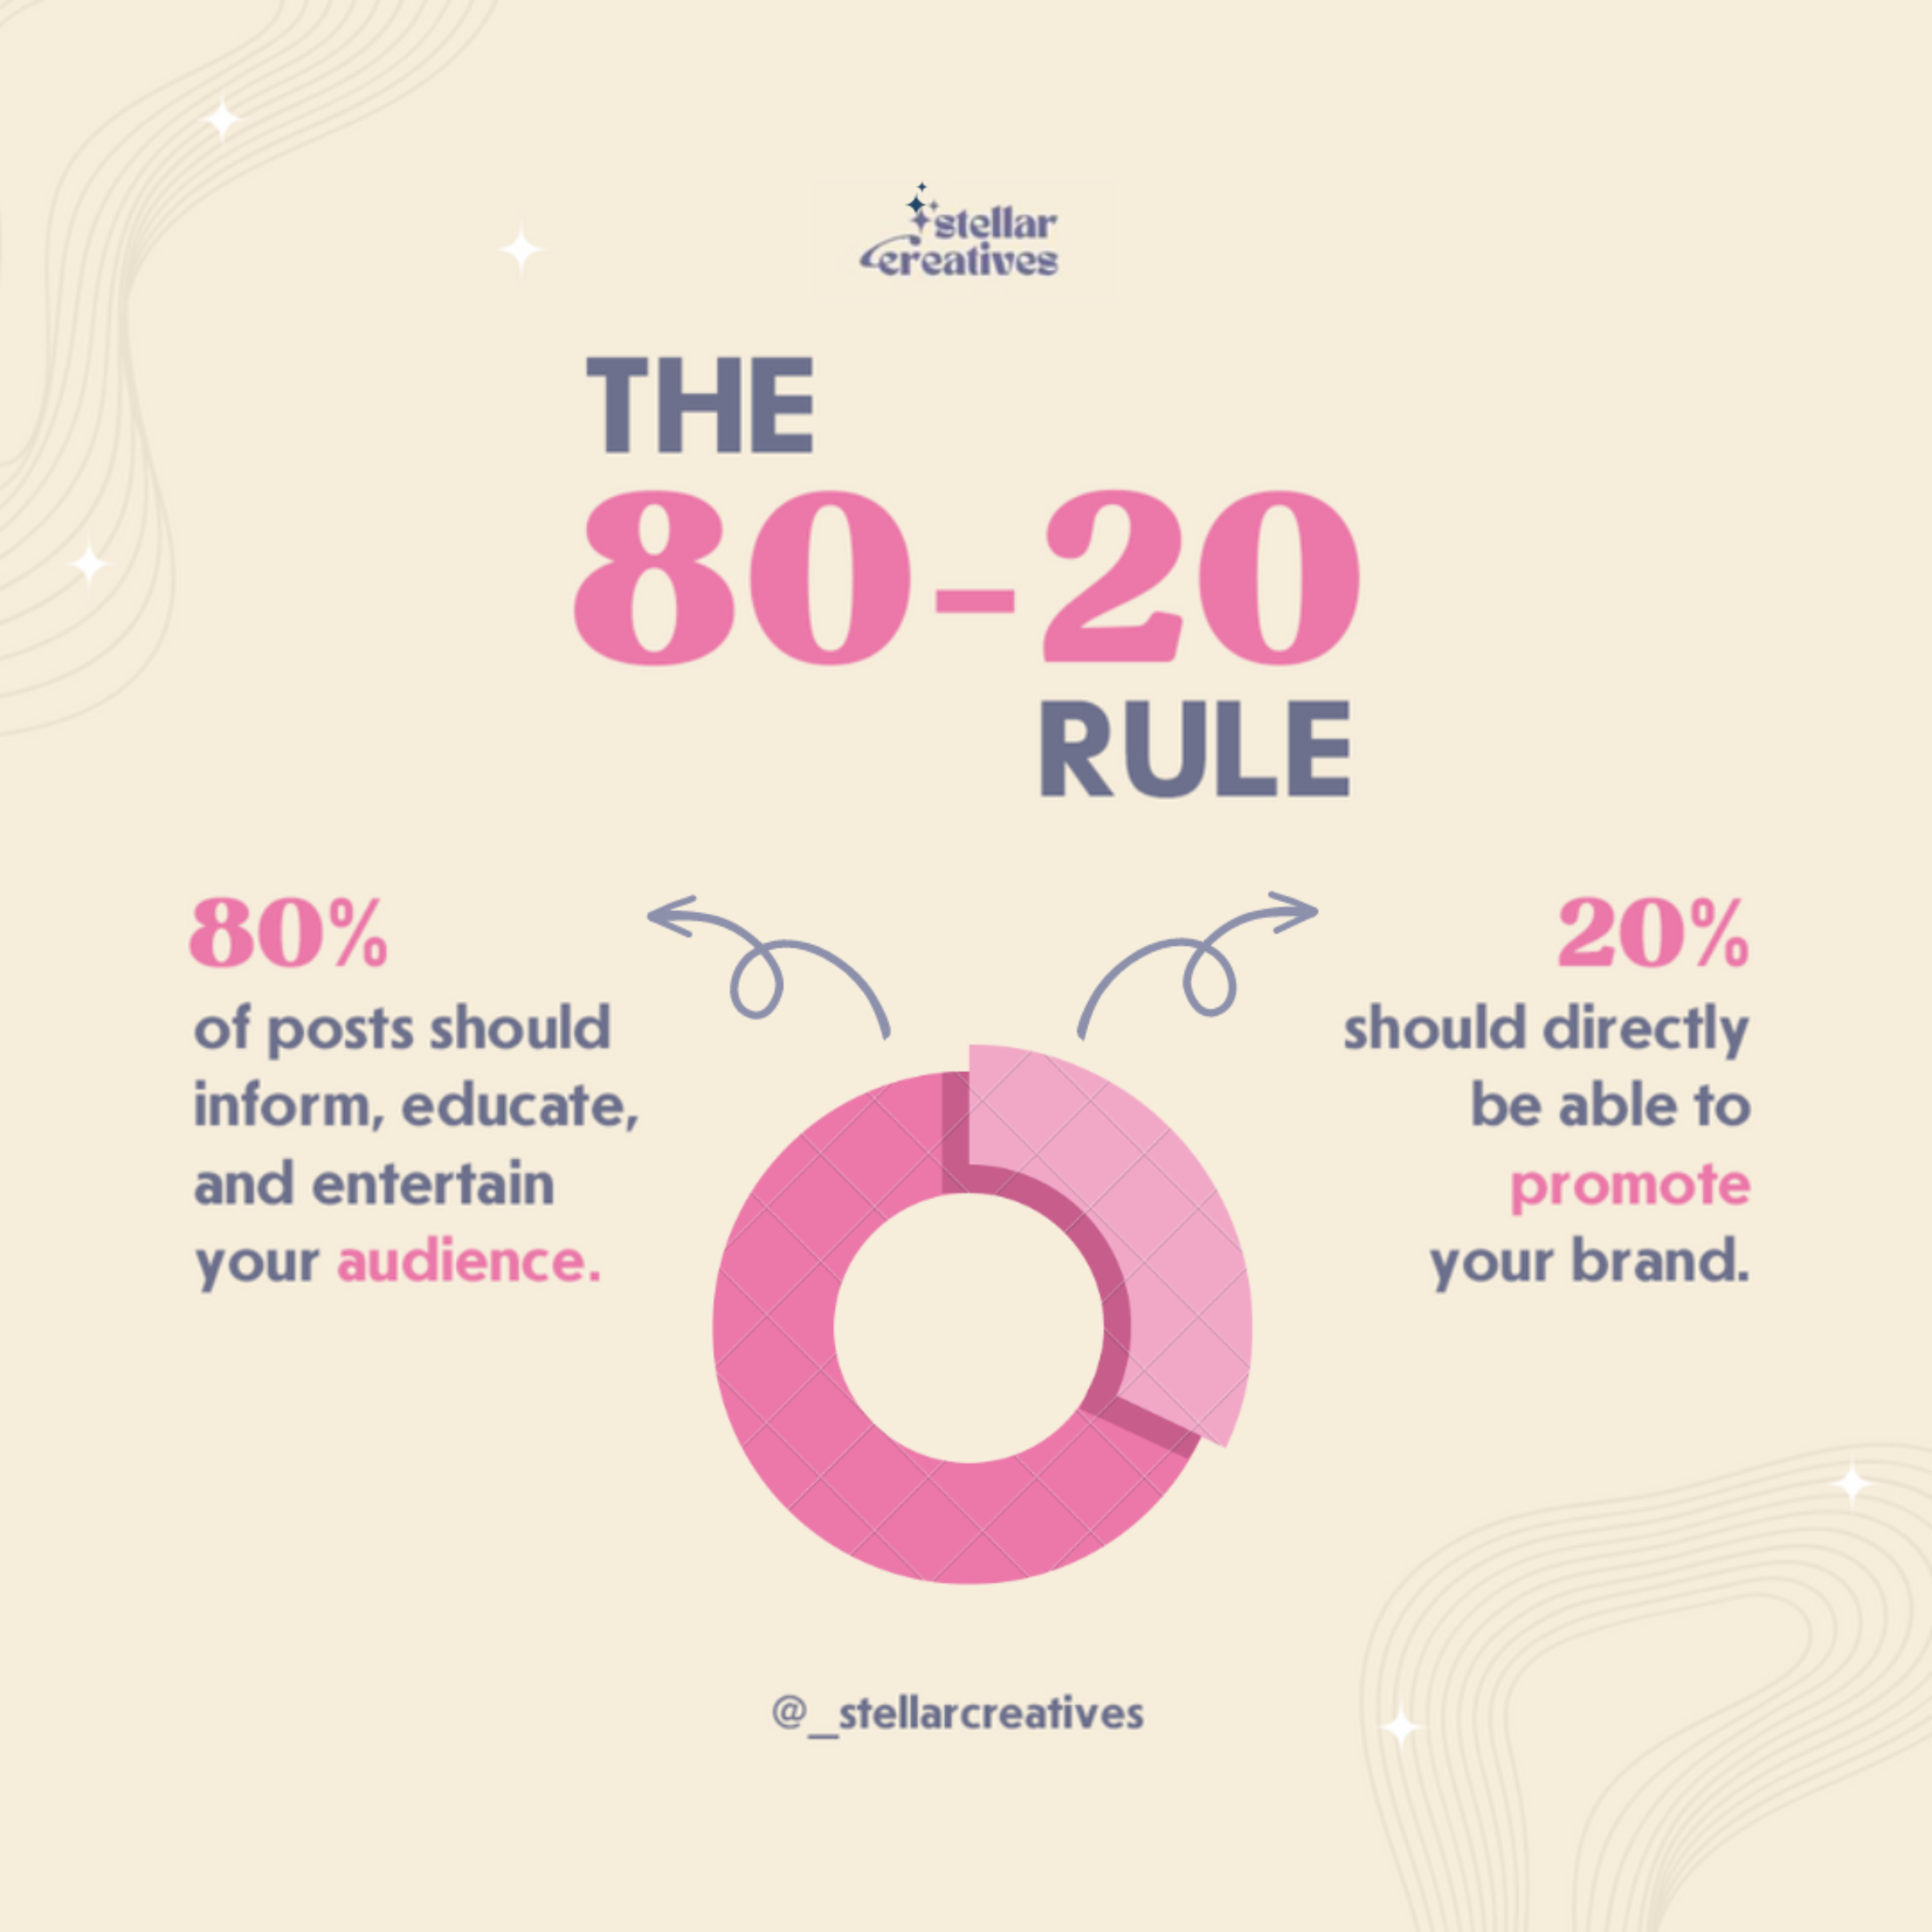 stellar
creatives
THE
80-20
RULE
80%
of posts should
inform, educate,
and entertain
your audience.
20%
should directly
be able to
promote
your brand.
@_stellarcreatives